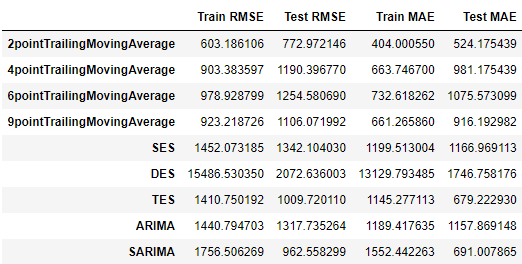 Train RMSE Test RMSE Train MAE Test MAE
2pointTrailingMovingAverage 603.186106 772.972146 404.000550 524.175439
4pointTrailingMovingAverage 903.383597 1190.396770 663.746700 981.175439
6pointTrailingMovingAverage 978.928799 1254.580690 732.618262 1075.573099
9pointTrailingMovingAverage 923.218726 1106.071992 661.265860 916.192982
SES 1452.073185 1342.104030 1199.513004 1166.969113
DES 15486.530350 2072.636003 13129.793485 1746.758176
TES 1410.750192 1009.720110 1145.277113 679.222930
ARIMA 1440.794703 1317.735264 1189.417635 1157.869148
SARIMA 1756.506269 962.558299 1552.442263 691.007865